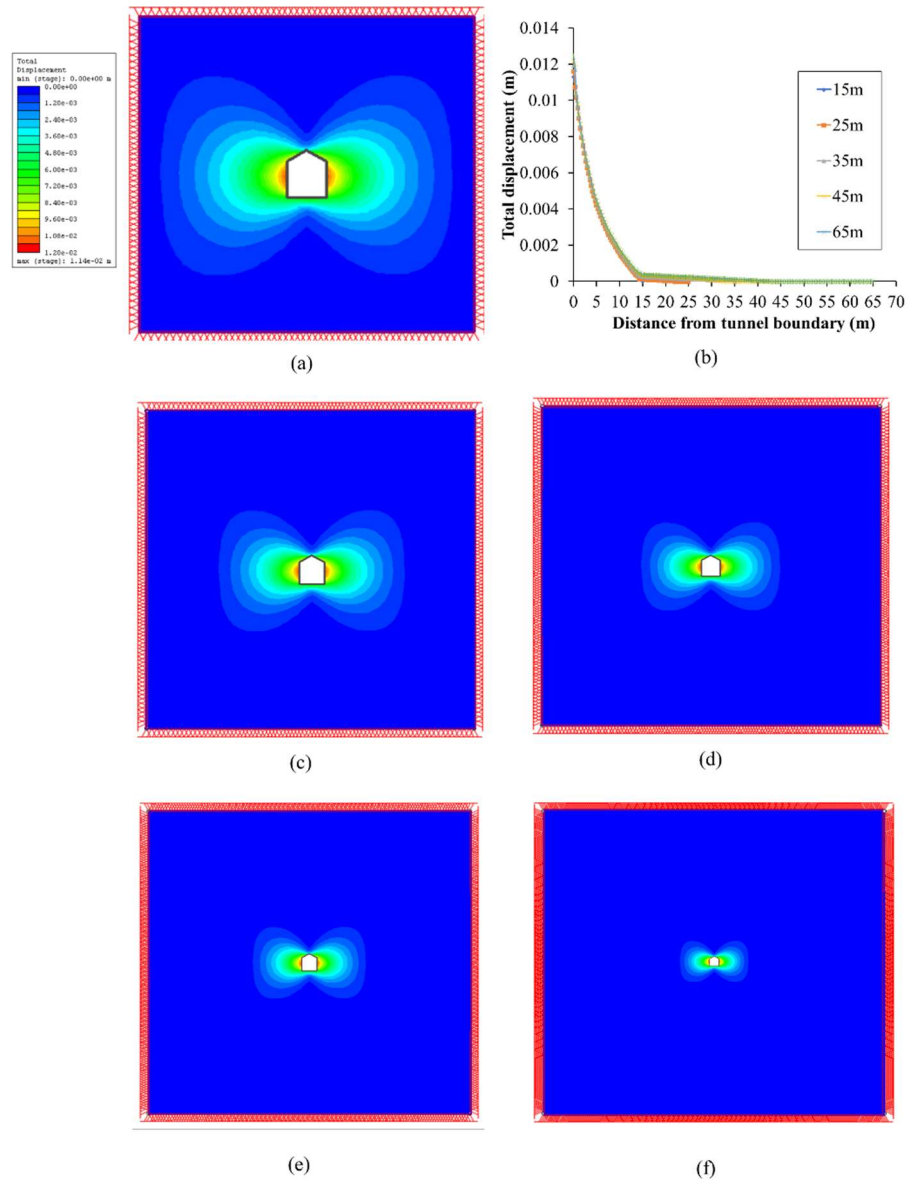 Total
Displacement
min (stage): 0.00e+00 m
0.00e+00
1.20e-03
2.40e-03
3.60e-03
4.80e-03
6.00e-03
7.20e-03
8.40e-03
9.60e-03
1.08e-02
1.20e-02
max (stage): 1.14e-02 m
(a)
Total displacement (m)
0.014
0.012
0.01
0.008
0.006
0.004
0.002
0
0 5 10 15 20 25 30 35 40 45 50 55 60 65 70
Distance from tunnel boundary (m)
15m
25m
35m
45m
65m
(b)
(c)
(d)
(e)
(f)